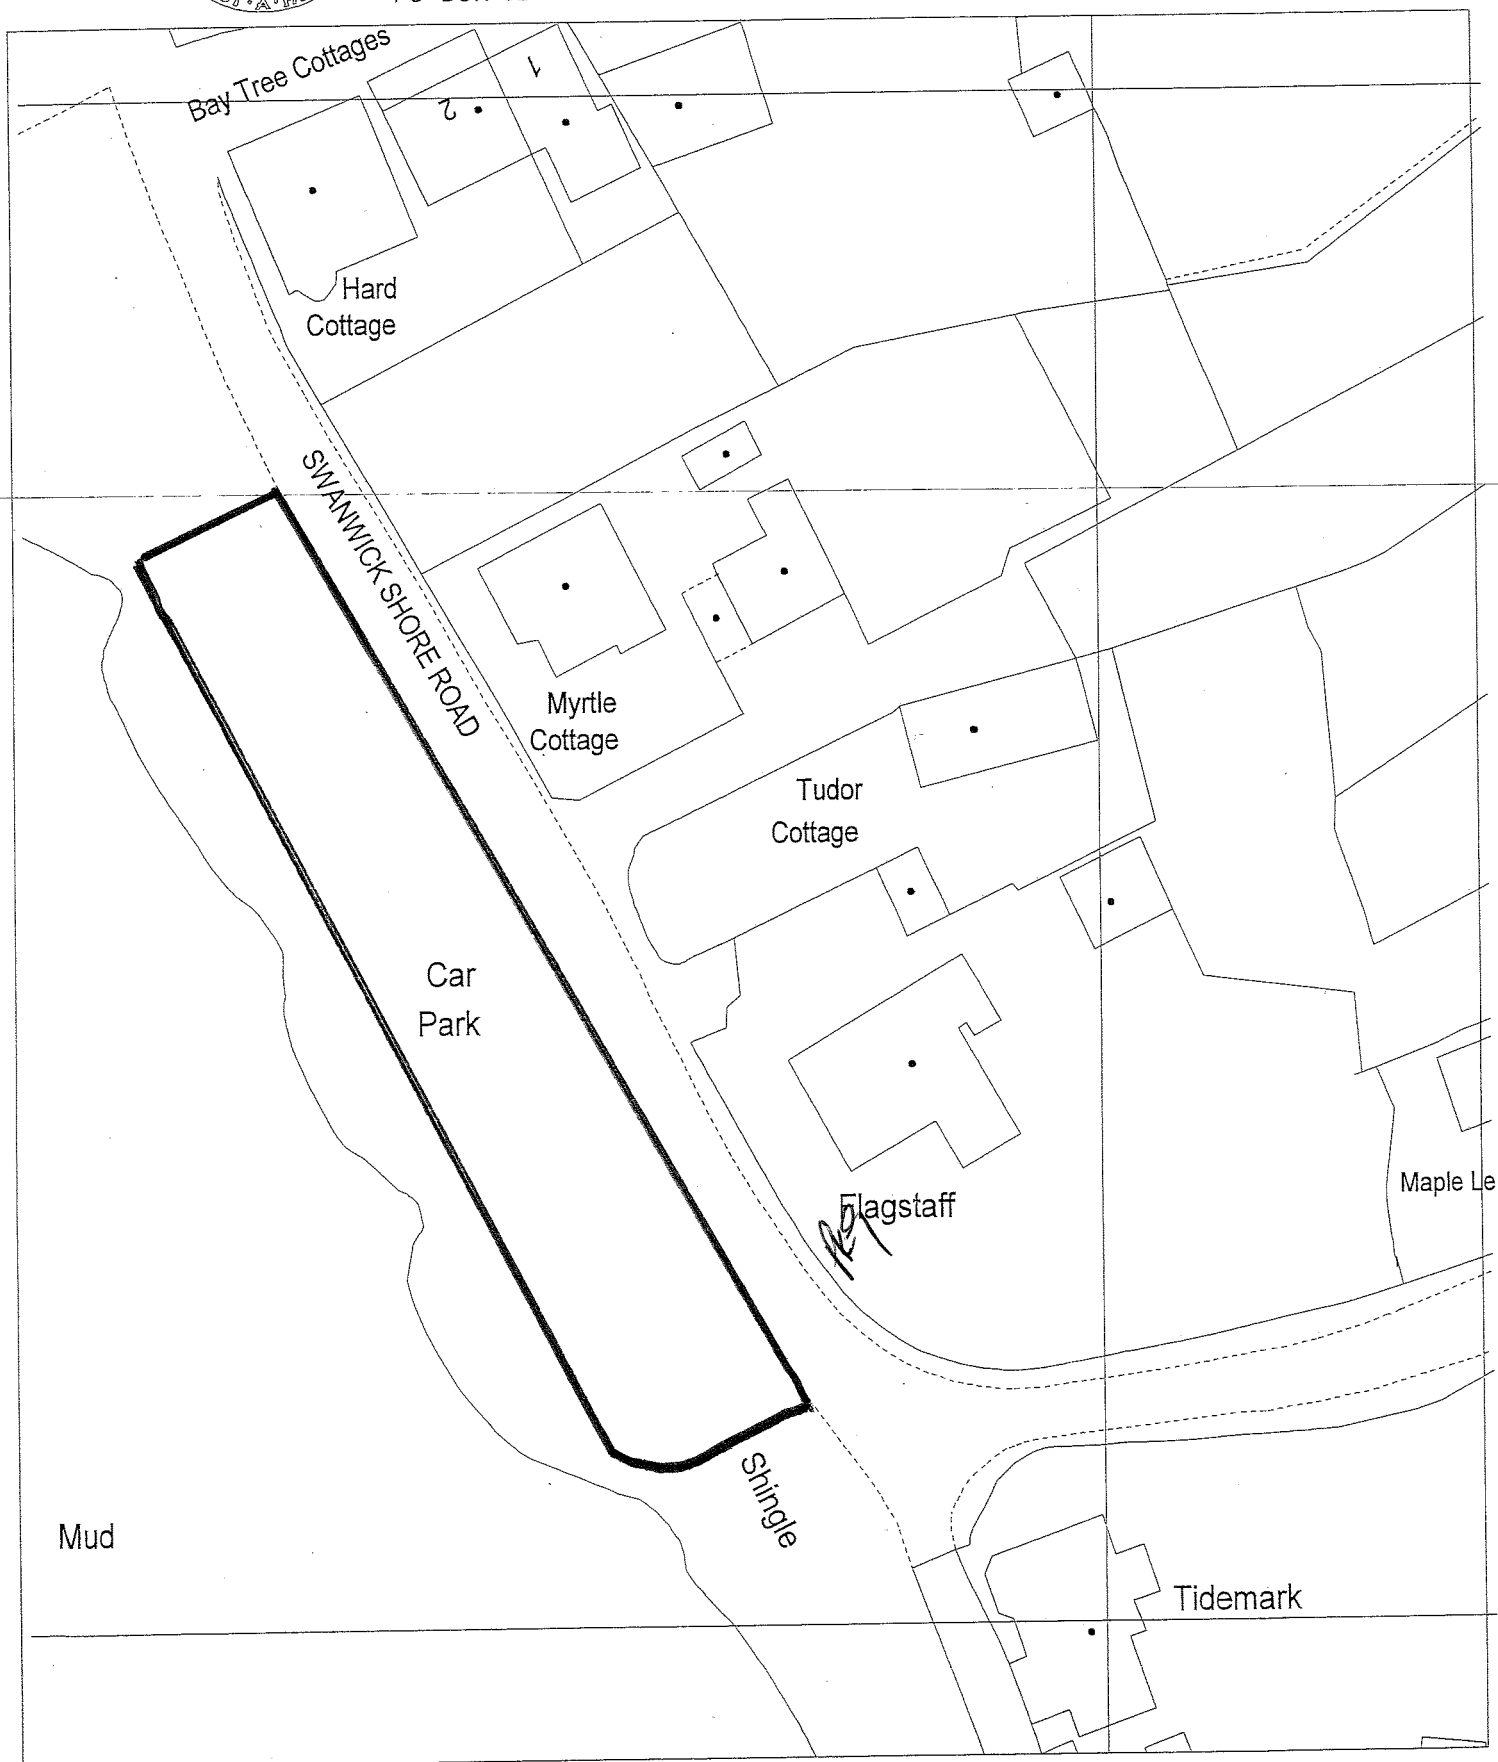 Bay Tree Cottages
1
2
Hard
Cottage
SWANWICK SHORE ROAD
Myrtle
Cottage
Tudor
Cottage
Car
Park
Flagstaff
Maple Le
Shingle
Mud
Tidemark